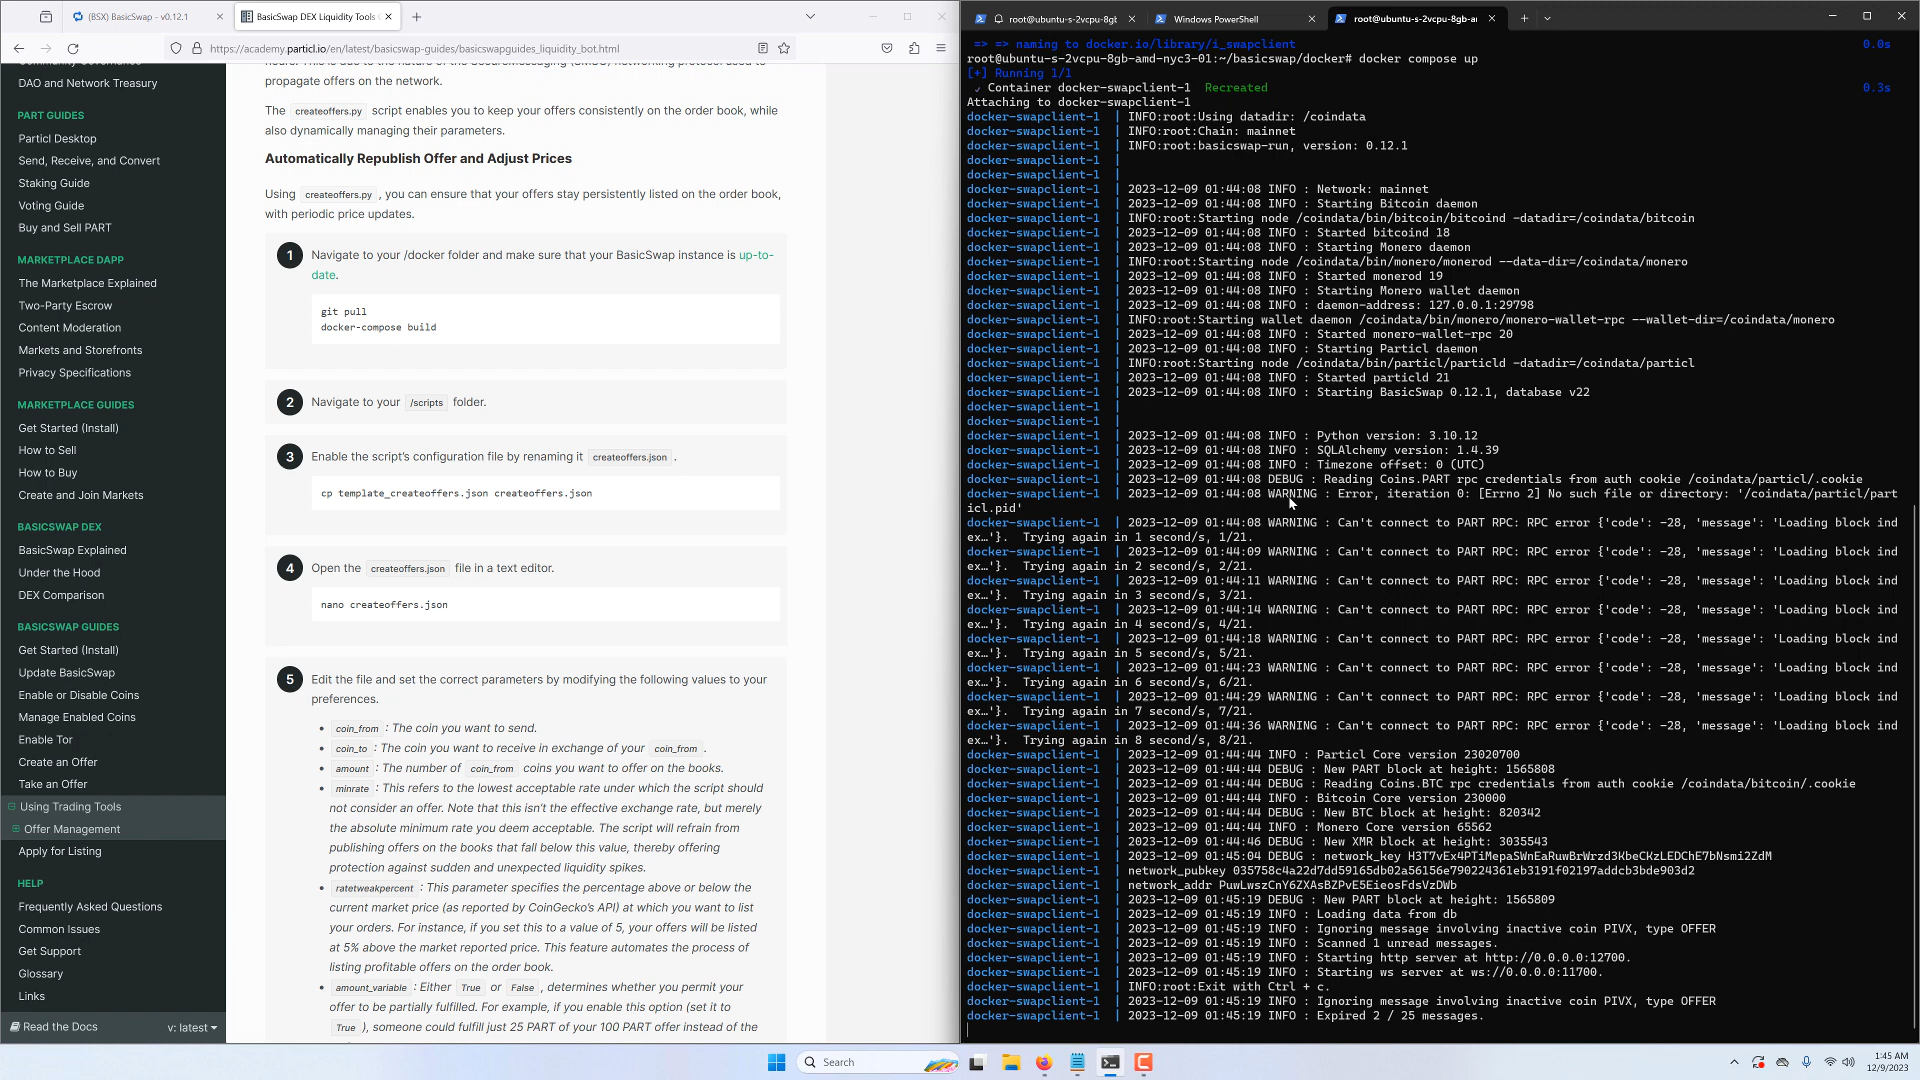 (BSX) BasicSwap - v0.12.1
BasicSwap DEX Liquidity Tools
https://academy.particl.io/en/latest/basicswap-guides/basicswapguides_liquidity_bot.html
DAO and Network Treasury
PART GUIDES
Particl Desktop
Send, Receive, and Convert
Staking Guide
Voting Guide
Buy and Sell PART
MARKETPLACE DAPP
The Marketplace Explained
Two-Party Escrow
Content Moderation
Markets and Storefronts
Privacy Specifications
MARKETPLACE GUIDES
Get Started (Install)
How to Sell
How to Buy
Create and Join Markets
BASICSWAP DEX
BasicSwap Explained
Under the Hood
DEX Comparison
BASICSWAP GUIDES
Get Started (Install)
Update BasicSwap
Enable or Disable Coins
Manage Enabled Coins
Enable Tor
Create an Offer
Take an Offer
Using Trading Tools
Offer Management
Apply for Listing
HELP
Frequently Asked Questions
Common Issues
Get Support
Glossary
Links
Read the Docs
v: latest
propagate offers on the network.
The createoffers.py script enables you to keep your offers consistently on the order book, while
also dynamically managing their parameters.
Automatically Republish Offer and Adjust Prices
Using createoffers.py , you can ensure that your offers stay persistently listed on the order book,
with periodic price updates.
1 Navigate to your /docker folder and make sure that your BasicSwap instance is up-to-
date.
git pull
docker-compose build
2 Navigate to your /scripts folder.
3 Enable the script's configuration file by renaming it createoffers.json .
cp template_createoffers.json createoffers.json
4 Open the createoffers.json file in a text editor.
nano createoffers.json
5 Edit the file and set the correct parameters by modifying the following values to your
preferences.
• coin_from : The coin you want to send.
• coin_to : The coin you want to receive in exchange of your coin_from .
• amount : The number of coin_from coins you want to offer on the books.
• minrate : This refers to the lowest acceptable rate under which the script should
not consider an offer. Note that this isn't the effective exchange rate, but merely
the absolute minimum rate you deem acceptable. The script will refrain from
publishing offers on the books that fall below this value, thereby offering
protection against sudden and unexpected liquidity spikes.
• ratetweakpercent : This parameter specifies the percentage above or below the
current market price (as reported by CoinGecko's API) at which you want to list
your orders. For instance, if you set this to a value of 5, your offers will be listed
at 5% above the market reported price. This feature automates the process of
listing profitable offers on the order book.
• amount_variable : Either True or False , determines whether you permit your
offer to be partially fulfilled. For example, if you enable this option (set it to
True ), someone could fulfill just 25 PART of your 100 PART offer instead of the
root@ubuntu-s-2vcpu-8gb
Windows PowerShell
root@ubuntu-s-2vcpu-8gb-ar
=> => naming to docker.io/library/i_swapclient 0.0s
root@ubuntu-s-2vcpu-8gb-amd-nyc3-01:~/basicswap/docker# docker compose up
[+] Running 1/1
✓ Container docker-swapclient-1 Recreated 0.3s
Attaching to docker-swapclient-1
docker-swapclient-1 | INFO:root:Using datadir: /coindata
docker-swapclient-1 | INFO:root:Chain: mainnet
docker-swapclient-1 | INFO:root:basicswap-run, version: 0.12.1
docker-swapclient-1 |
docker-swapclient-1 |
docker-swapclient-1 | 2023-12-09 01:44:08 INFO : Network: mainnet
docker-swapclient-1 | 2023-12-09 01:44:08 INFO : Starting Bitcoin daemon
docker-swapclient-1 | INFO:root:Starting node /coindata/bin/bitcoin/bitcoind -datadir=/coindata/bitcoin
docker-swapclient-1 | 2023-12-09 01:44:08 INFO : Started bitcoind 18
docker-swapclient-1 | 2023-12-09 01:44:08 INFO : Starting Monero daemon
docker-swapclient-1 | INFO:root:Starting node /coindata/bin/monero/monerod --data-dir=/coindata/monero
docker-swapclient-1 | 2023-12-09 01:44:08 INFO : Started monerod 19
docker-swapclient-1 | 2023-12-09 01:44:08 INFO : Starting Monero wallet daemon
docker-swapclient-1 | 2023-12-09 01:44:08 INFO : daemon-address: 127.0.0.1:29798
docker-swapclient-1 | INFO:root:Starting wallet daemon /coindata/bin/monero/monero-wallet-rpc --wallet-dir=/coindata/monero
docker-swapclient-1 | 2023-12-09 01:44:08 INFO : Started monero-wallet-rpc 20
docker-swapclient-1 | 2023-12-09 01:44:08 INFO : Starting Particl daemon
docker-swapclient-1 | INFO:root:Starting node /coindata/bin/particl/particld -datadir=/coindata/particl
docker-swapclient-1 | 2023-12-09 01:44:08 INFO : Started particld 21
docker-swapclient-1 | 2023-12-09 01:44:08 INFO : Starting BasicSwap 0.12.1, database v22
docker-swapclient-1 |
docker-swapclient-1 |
docker-swapclient-1 | 2023-12-09 01:44:08 INFO : Python version: 3.10.12
docker-swapclient-1 | 2023-12-09 01:44:08 INFO : SQLAlchemy version: 1.4.39
docker-swapclient-1 | 2023-12-09 01:44:08 INFO : Timezone offset: 0 (UTC)
docker-swapclient-1 | 2023-12-09 01:44:08 DEBUG : Reading Coins.PART rpc credentials from auth cookie /coindata/particl/.cookie
docker-swapclient-1 | 2023-12-09 01:44:08 WARNING : Error, iteration 0: [Errno 2] No such file or directory: '/coindata/particl/part
icl.pid'
docker-swapclient-1 | 2023-12-09 01:44:08 WARNING : Can't connect to PART RPC: RPC error {'code': -28, 'message': 'Loading block ind
ex…'}. Trying again in 1 second/s, 1/21.
docker-swapclient-1 | 2023-12-09 01:44:09 WARNING : Can't connect to PART RPC: RPC error {'code': -28, 'message': 'Loading block ind
ex…'}. Trying again in 2 second/s, 2/21.
docker-swapclient-1 | 2023-12-09 01:44:11 WARNING : Can't connect to PART RPC: RPC error {'code': -28, 'message': 'Loading block ind
ex…'}. Trying again in 3 second/s, 3/21.
docker-swapclient-1 | 2023-12-09 01:44:14 WARNING : Can't connect to PART RPC: RPC error {'code': -28, 'message': 'Loading block ind
ex…'}. Trying again in 4 second/s, 4/21.
docker-swapclient-1 | 2023-12-09 01:44:18 WARNING : Can't connect to PART RPC: RPC error {'code': -28, 'message': 'Loading block ind
ex…'}. Trying again in 5 second/s, 5/21.
docker-swapclient-1 | 2023-12-09 01:44:23 WARNING : Can't connect to PART RPC: RPC error {'code': -28, 'message': 'Loading block ind
ex…'}. Trying again in 6 second/s, 6/21.
docker-swapclient-1 | 2023-12-09 01:44:29 WARNING : Can't connect to PART RPC: RPC error {'code': -28, 'message': 'Loading block ind
ex…'}. Trying again in 7 second/s, 7/21.
docker-swapclient-1 | 2023-12-09 01:44:36 WARNING : Can't connect to PART RPC: RPC error {'code': -28, 'message': 'Loading block ind
ex…'}. Trying again in 8 second/s, 8/21.
docker-swapclient-1 | 2023-12-09 01:44:44 INFO : Particl Core version 23020700
docker-swapclient-1 | 2023-12-09 01:44:44 DEBUG : New PART block at height: 1565808
docker-swapclient-1 | 2023-12-09 01:44:44 DEBUG : Reading Coins.BTC rpc credentials from auth cookie /coindata/bitcoin/.cookie
docker-swapclient-1 | 2023-12-09 01:44:44 INFO : Bitcoin Core version 230000
docker-swapclient-1 | 2023-12-09 01:44:44 DEBUG : New BTC block at height: 820342
docker-swapclient-1 | 2023-12-09 01:44:46 INFO : Monero Core version 65562
docker-swapclient-1 | 2023-12-09 01:44:46 DEBUG : New XMR block at height: 3035543
docker-swapclient-1 | 2023-12-09 01:45:04 DEBUG : network_key H3T7vEx4PTiMepaSWnEaRuwBrWrzd3KbeCKzLEDChE7bNsmi2ZdM
docker-swapclient-1 | network_pubkey 035758c4a22d7dd59165db02a56156e790224361eb3191f02197addcb3bde903d2
docker-swapclient-1 | network_addr PuwLwszCnY6ZXAsBZPvE5EieosFdsVzDWb
docker-swapclient-1 | 2023-12-09 01:45:19 DEBUG : New PART block at height: 1565809
docker-swapclient-1 | 2023-12-09 01:45:19 INFO : Loading data from db
docker-swapclient-1 | 2023-12-09 01:45:19 INFO : Ignoring message involving inactive coin PIVX, type OFFER
docker-swapclient-1 | 2023-12-09 01:45:19 INFO : Scanned 1 unread messages.
docker-swapclient-1 | 2023-12-09 01:45:19 INFO : Starting http server at http://0.0.0.0:12700.
docker-swapclient-1 | 2023-12-09 01:45:19 INFO : Starting ws server at ws://0.0.0.0:11700.
docker-swapclient-1 | INFO:root:Exit with Ctrl + c.
docker-swapclient-1 | 2023-12-09 01:45:19 INFO : Ignoring message involving inactive coin PIVX, type OFFER
docker-swapclient-1 | 2023-12-09 01:45:19 INFO : Expired 2 / 25 messages.
Search
1:45 AM
12/9/2023